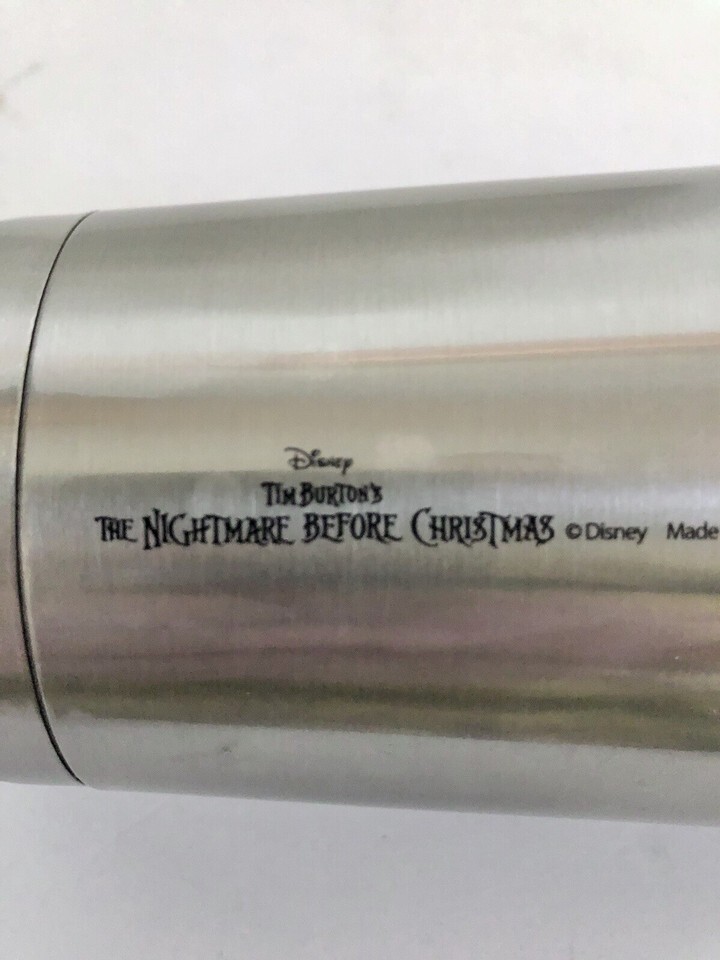 Disney
TIM BURTON'S
THE NIGHTMARE BEFORE CHRISTMAS © Disney Made